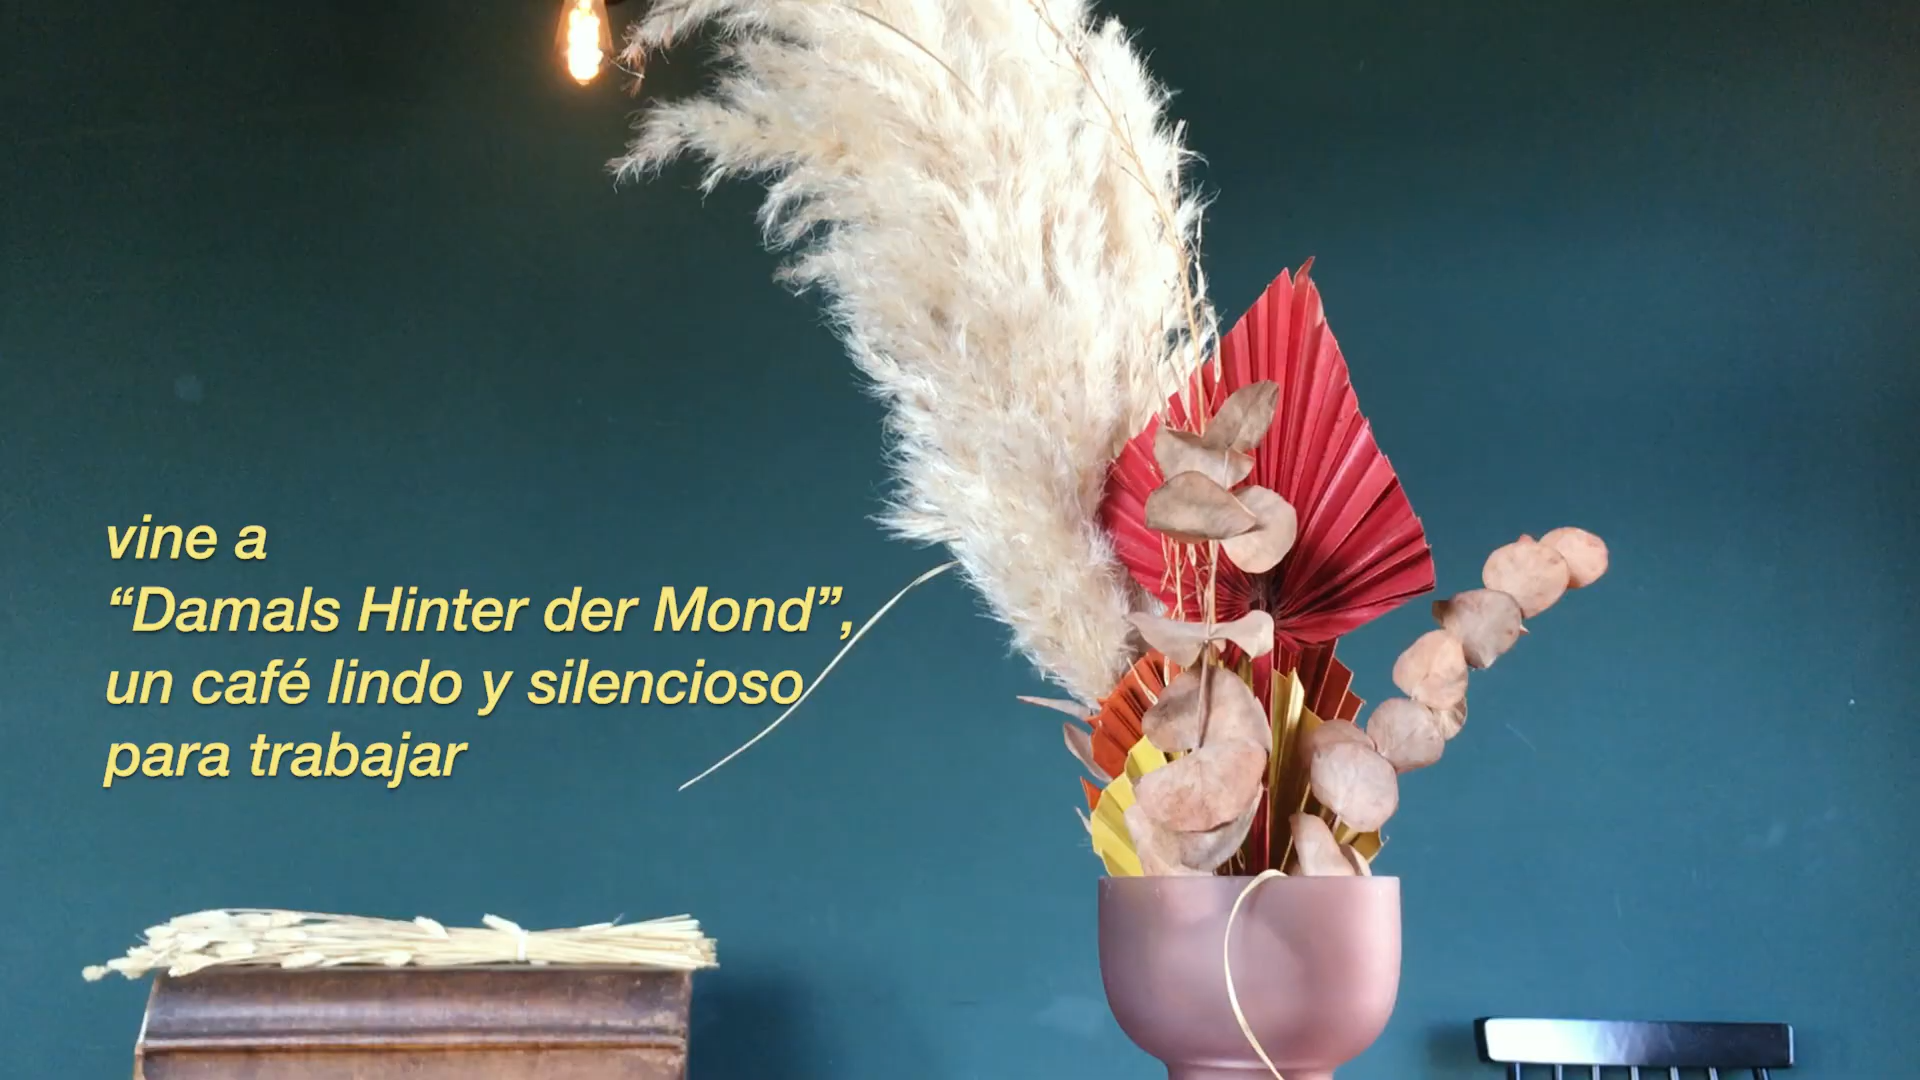 vine a
“Damals Hinter der Mond”,
un café lindo y silencioso
para trabajar